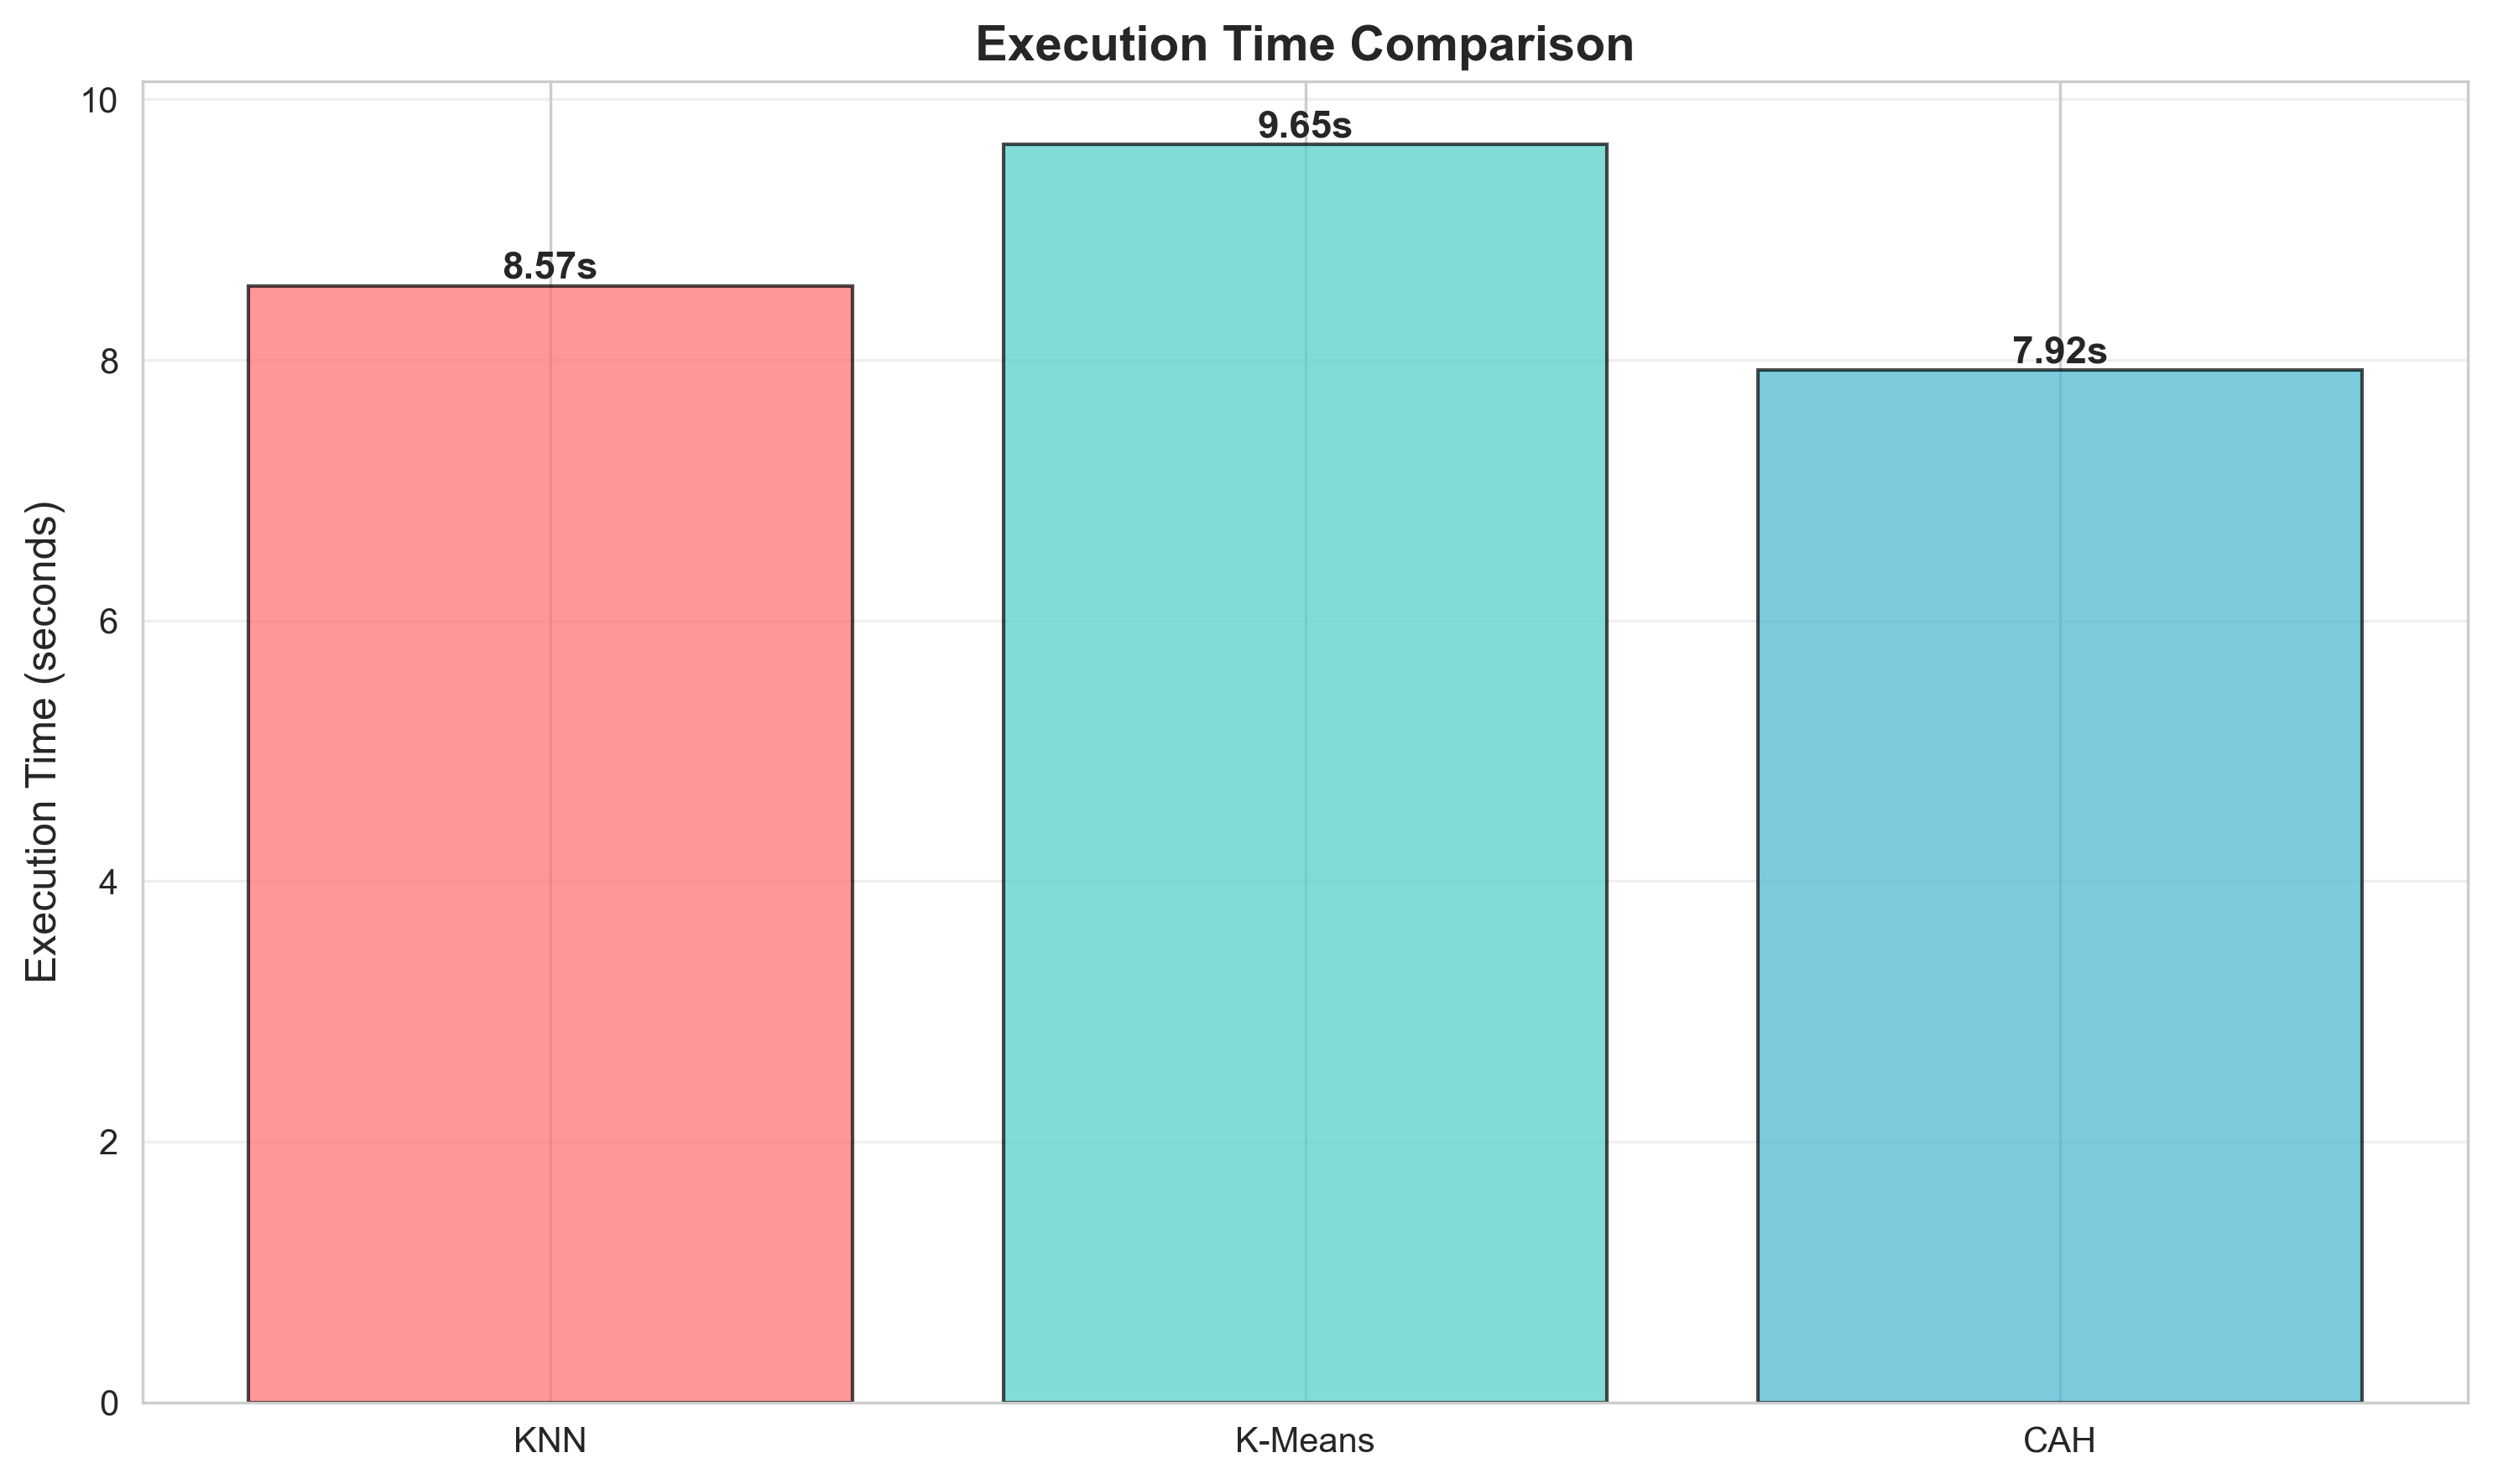 Execution Time Comparison
10
9.65s
8.57s
8
7.92s
6
Execution Time (seconds)
4
2
0
KNN
K-Means
CAH